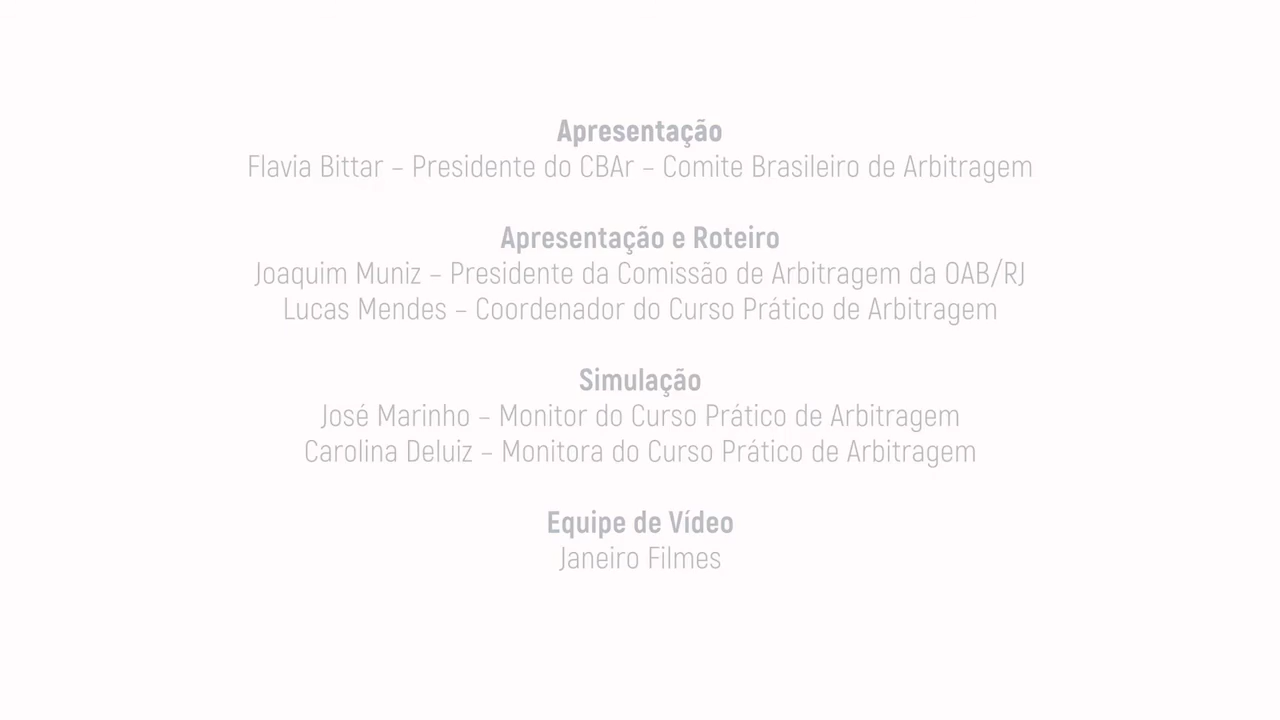 Apresentação
Flavia Bittar – Presidente do CBAr – Comite Brasileiro de Arbitragem
Apresentação e Roteiro
Joaquim Muniz – Presidente da Comissão de Arbitragem da OAB/RJ
Lucas Mendes – Coordenador do Curso Prático de Arbitragem
Simulação
José Marinho – Monitor do Curso Prático de Arbitragem
Carolina Deluiz – Monitora do Curso Prático de Arbitragem
Equipe de Vídeo
Janeiro Filmes